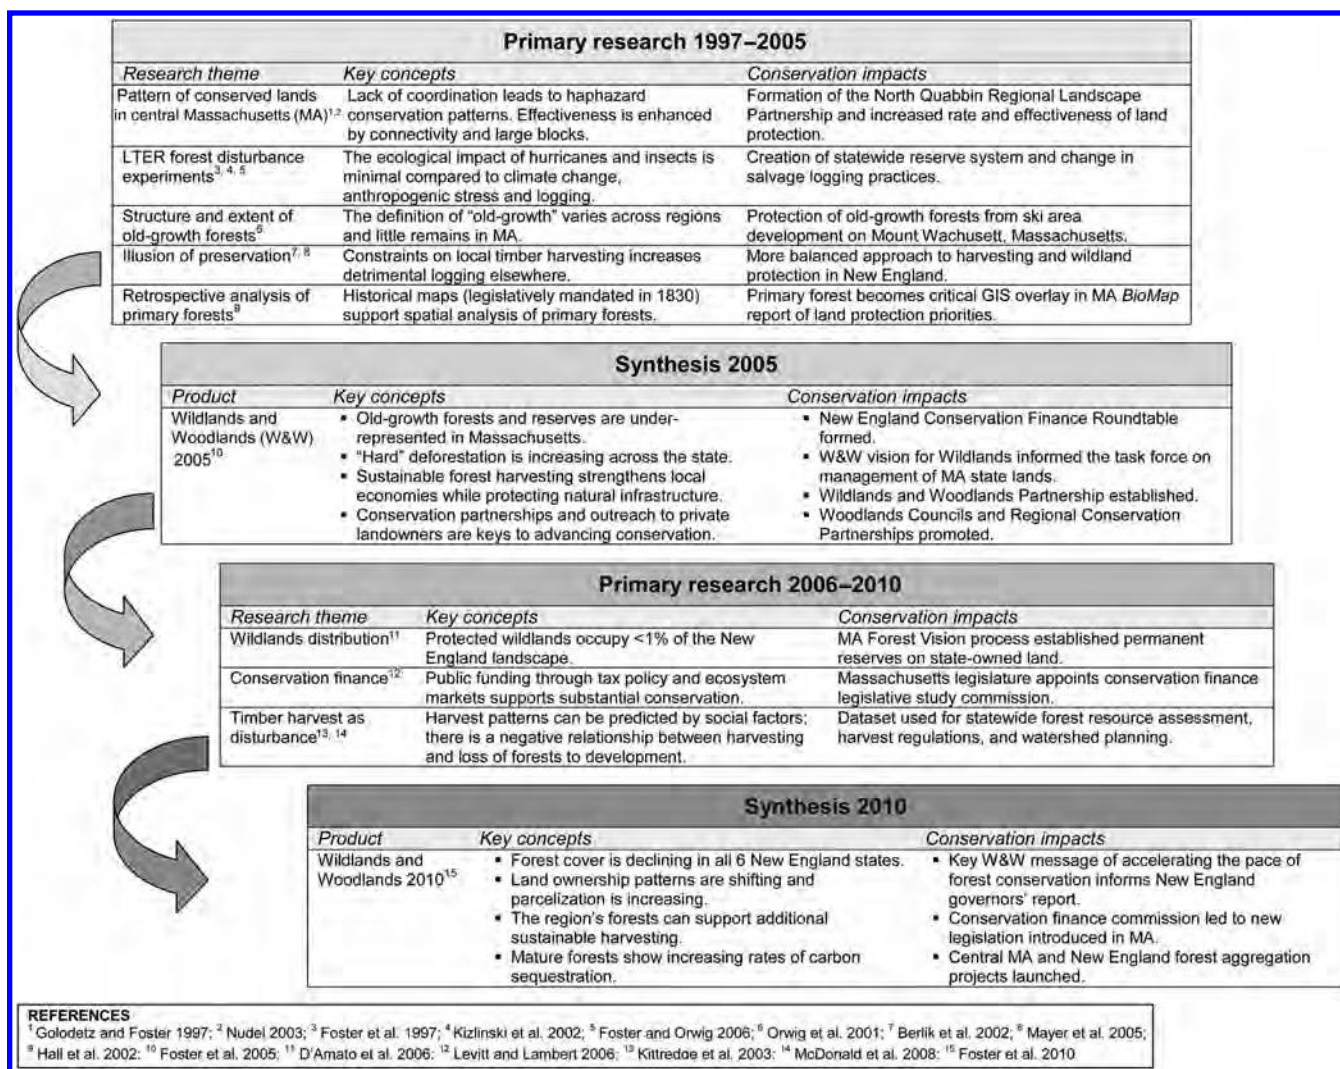 Primary research 1997–2005
Research theme Key concepts Conservation impacts
Pattern of conserved lands in central Massachusetts (MA)1,2
Lack of coordination leads to haphazard
conservation patterns. Effectiveness is enhanced
by connectivity and large blocks.
Formation of the North Quabbin Regional Landscape
Partnership and increased rate and effectiveness of land
protection.
LTER forest disturbance
experiments3, 4, 5
The ecological impact of hurricanes and insects is
minimal compared to climate change,
anthropogenic stress and logging.
Creation of statewide reserve system and change in
salvage logging practices.
Structure and extent of
old-growth forests6
The definition of "old-growth" varies across regions
and little remains in MA.
Protection of old-growth forests from ski area
development on Mount Wachusett, Massachusetts.
Illusion of preservation7, 8
Constraints on local timber harvesting increases
detrimental logging elsewhere.
More balanced approach to harvesting and wildland
protection in New England.
Retrospective analysis of
primary forests9
Historical maps (legislatively mandated in 1830)
support spatial analysis of primary forests.
Primary forest becomes critical GIS overlay in MA BioMap
report of land protection priorities.
Synthesis 2005
Product Key concepts Conservation impacts
Wildlands and
Woodlands (W&W)
200510
▪ Old-growth forests and reserves are under-
represented in Massachusetts.
▪ "Hard" deforestation is increasing across the state.
▪ Sustainable forest harvesting strengthens local
economies while protecting natural infrastructure.
▪ Conservation partnerships and outreach to private
landowners are keys to advancing conservation.
▪ New England Conservation Finance Roundtable
formed.
▪ W&W vision for Wildlands informed the task force on
management of MA state lands.
▪ Wildlands and Woodlands Partnership established.
▪ Woodlands Councils and Regional Conservation
Partnerships promoted.
Primary research 2006–2010
Research theme Key concepts Conservation impacts
Wildlands distribution11
Protected wildlands occupy <1% of the New
England landscape.
MA Forest Vision process established permanent
reserves on state-owned land.
Conservation finance12
Public funding through tax policy and ecosystem
markets supports substantial conservation.
Massachusetts legislature appoints conservation finance
legislative study commission.
Timber harvest as
disturbance13, 14
Harvest patterns can be predicted by social factors;
there is a negative relationship between harvesting
and loss of forests to development.
Dataset used for statewide forest resource assessment,
harvest regulations, and watershed planning.
Synthesis 2010
Product Key concepts Conservation impacts
Wildlands and
Woodlands 201015
▪ Forest cover is declining in all 6 New England states.
▪ Land ownership patterns are shifting and
parcelization is increasing.
▪ The region's forests can support additional
sustainable harvesting.
▪ Mature forests show increasing rates of carbon
sequestration.
▪ Key W&W message of accelerating the pace of
forest conservation informs New England
governors' report.
▪ Conservation finance commission led to new
legislation introduced in MA.
▪ Central MA and New England forest aggregation
projects launched.
REFERENCES
1 Golodetz and Foster 1997; 2 Nudel 2003; 3 Foster et al. 1997; 4 Kizlinski et al. 2002; 5 Foster and Orwig 2006; 6 Orwig et al. 2001; 7 Berlik et al. 2002; 8 Mayer et al. 2005;
9 Hall et al. 2002; 10 Foster et al. 2005; 11 D'Amato et al. 2006; 12 Levitt and Lambert 2006; 13 Kittredge et al. 2003; 14 McDonald et al. 2008; 15 Foster et al. 2010